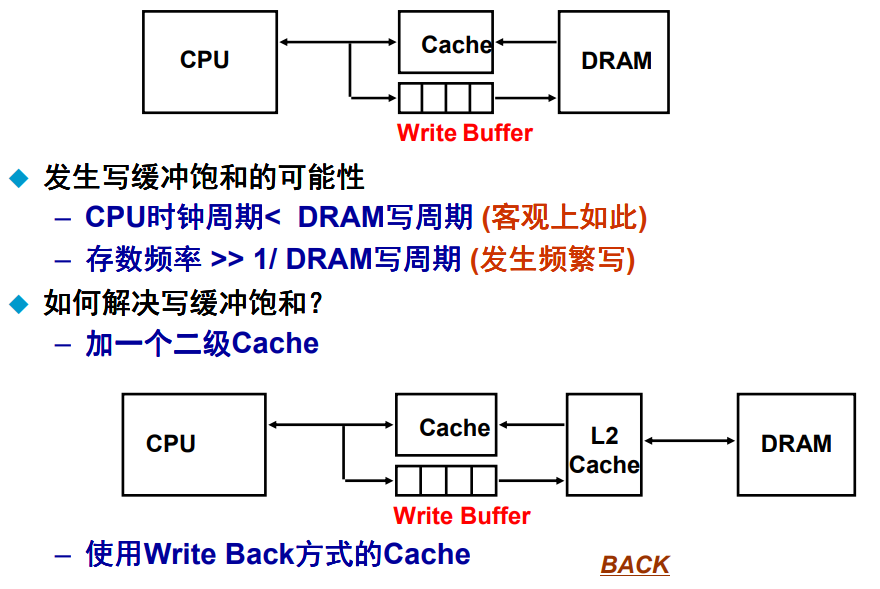 CPU
Cache
DRAM
Write Buffer
发生写缓冲饱和的可能性
– CPU时钟周期< DRAM写周期 (客观上如此)
– 存数频率 >> 1/ DRAM写周期 (发生频繁写)
如何解决写缓冲饱和?
– 加一个二级Cache
CPU
Cache
L2
Cache
DRAM
Write Buffer
– 使用Write Back方式的Cache
BACK